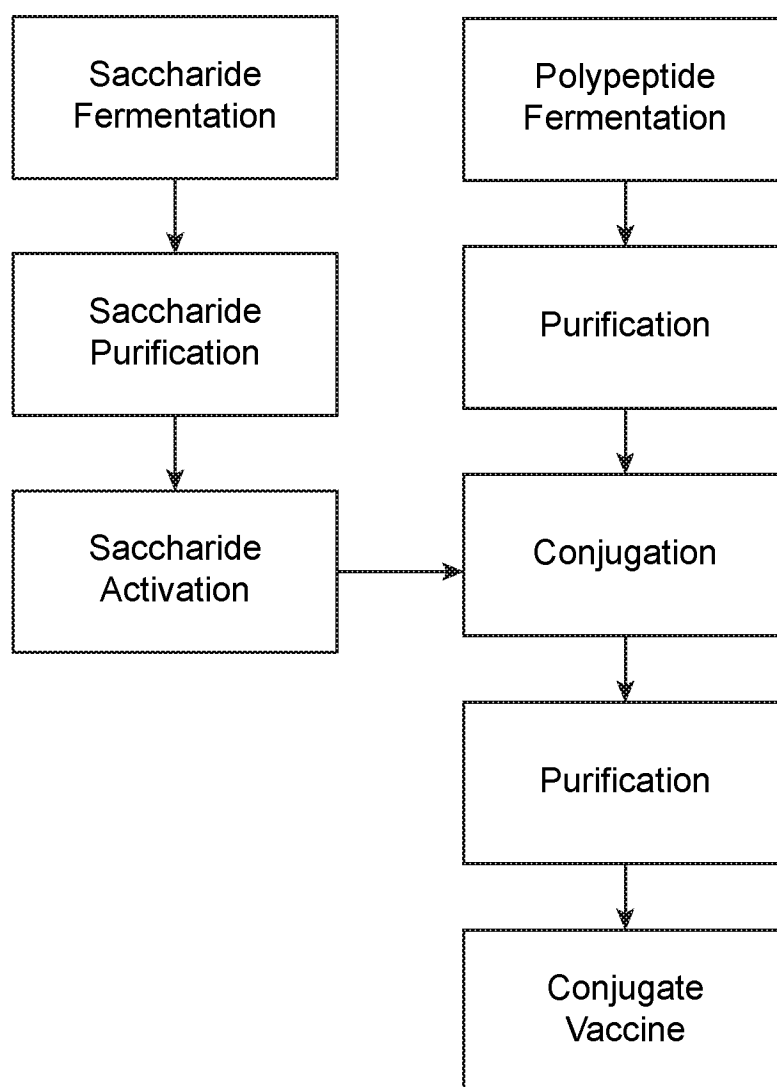 Saccharide
Fermentation
Saccharide
Purification
Saccharide
Activation
Polypeptide
Fermentation
Purification
Conjugation
Purification
Conjugate
Vaccine